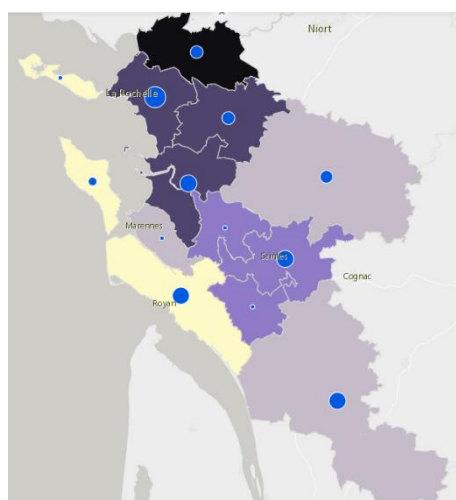 Niort
La Rochelle
Marennes
Saintes
Cognac
Royan